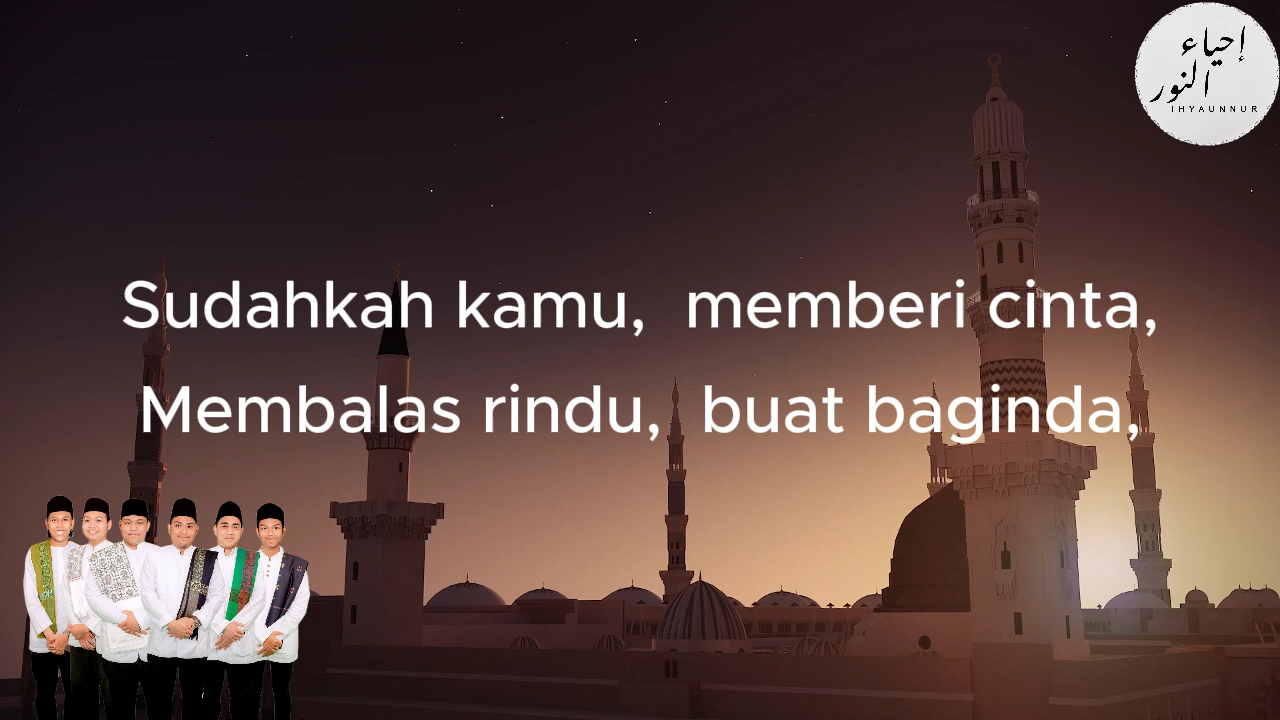 إحياء
النور
IHYAUNNUR
Sudahkah kamu, memberi cinta,
Membalas rindu, buat baginda,